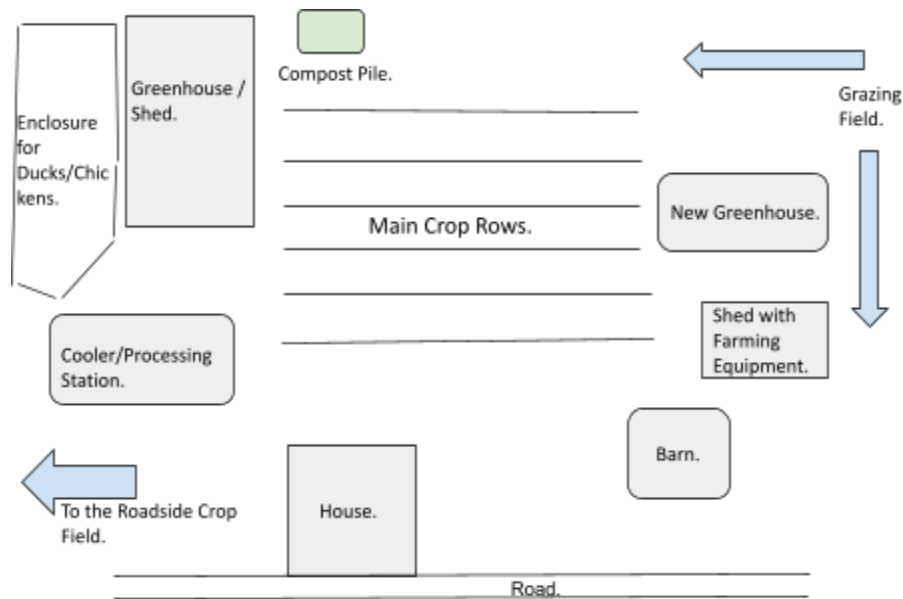 Compost Pile.
Greenhouse /
Shed.
Grazing
Field.
Enclosure
for
Ducks/Chic
kens.
New Greenhouse.
Main Crop Rows.
Shed with
Farming
Equipment.
Cooler/Processing
Station.
Barn.
To the Roadside Crop
Field.
House.
Road.